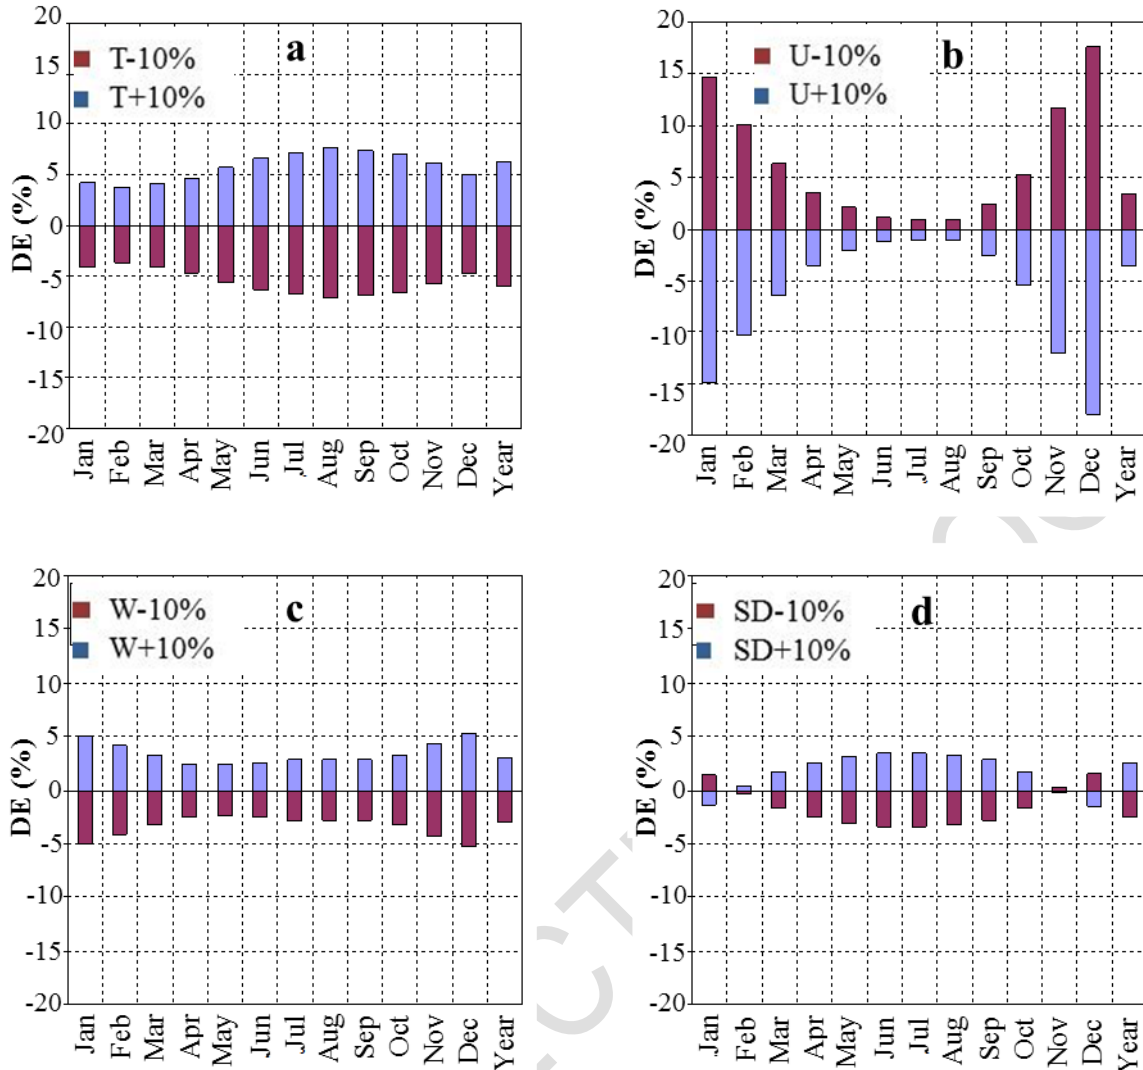 a
T-10%
T+10%
DE (%)
20
15
10
5
0
-5
-10
-15
-20
Jan
Feb
Mar
Apr
May
Jun
Jul
Aug
Sep
Oct
Nov
Dec
Year
b
U-10%
U+10%
DE (%)
20
15
10
5
0
-5
-10
-15
-20
Jan
Feb
Mar
Apr
May
Jun
Jul
Aug
Sep
Oct
Nov
Dec
Year
c
W-10%
W+10%
DE (%)
20
15
10
5
0
-5
-10
-15
-20
Jan
Feb
Mar
Apr
May
Jun
Jul
Aug
Sep
Oct
Nov
Dec
Year
d
SD-10%
SD+10%
DE (%)
20
15
10
5
0
-5
-10
-15
-20
Jan
Feb
Mar
Apr
May
Jun
Jul
Aug
Sep
Oct
Nov
Dec
Year